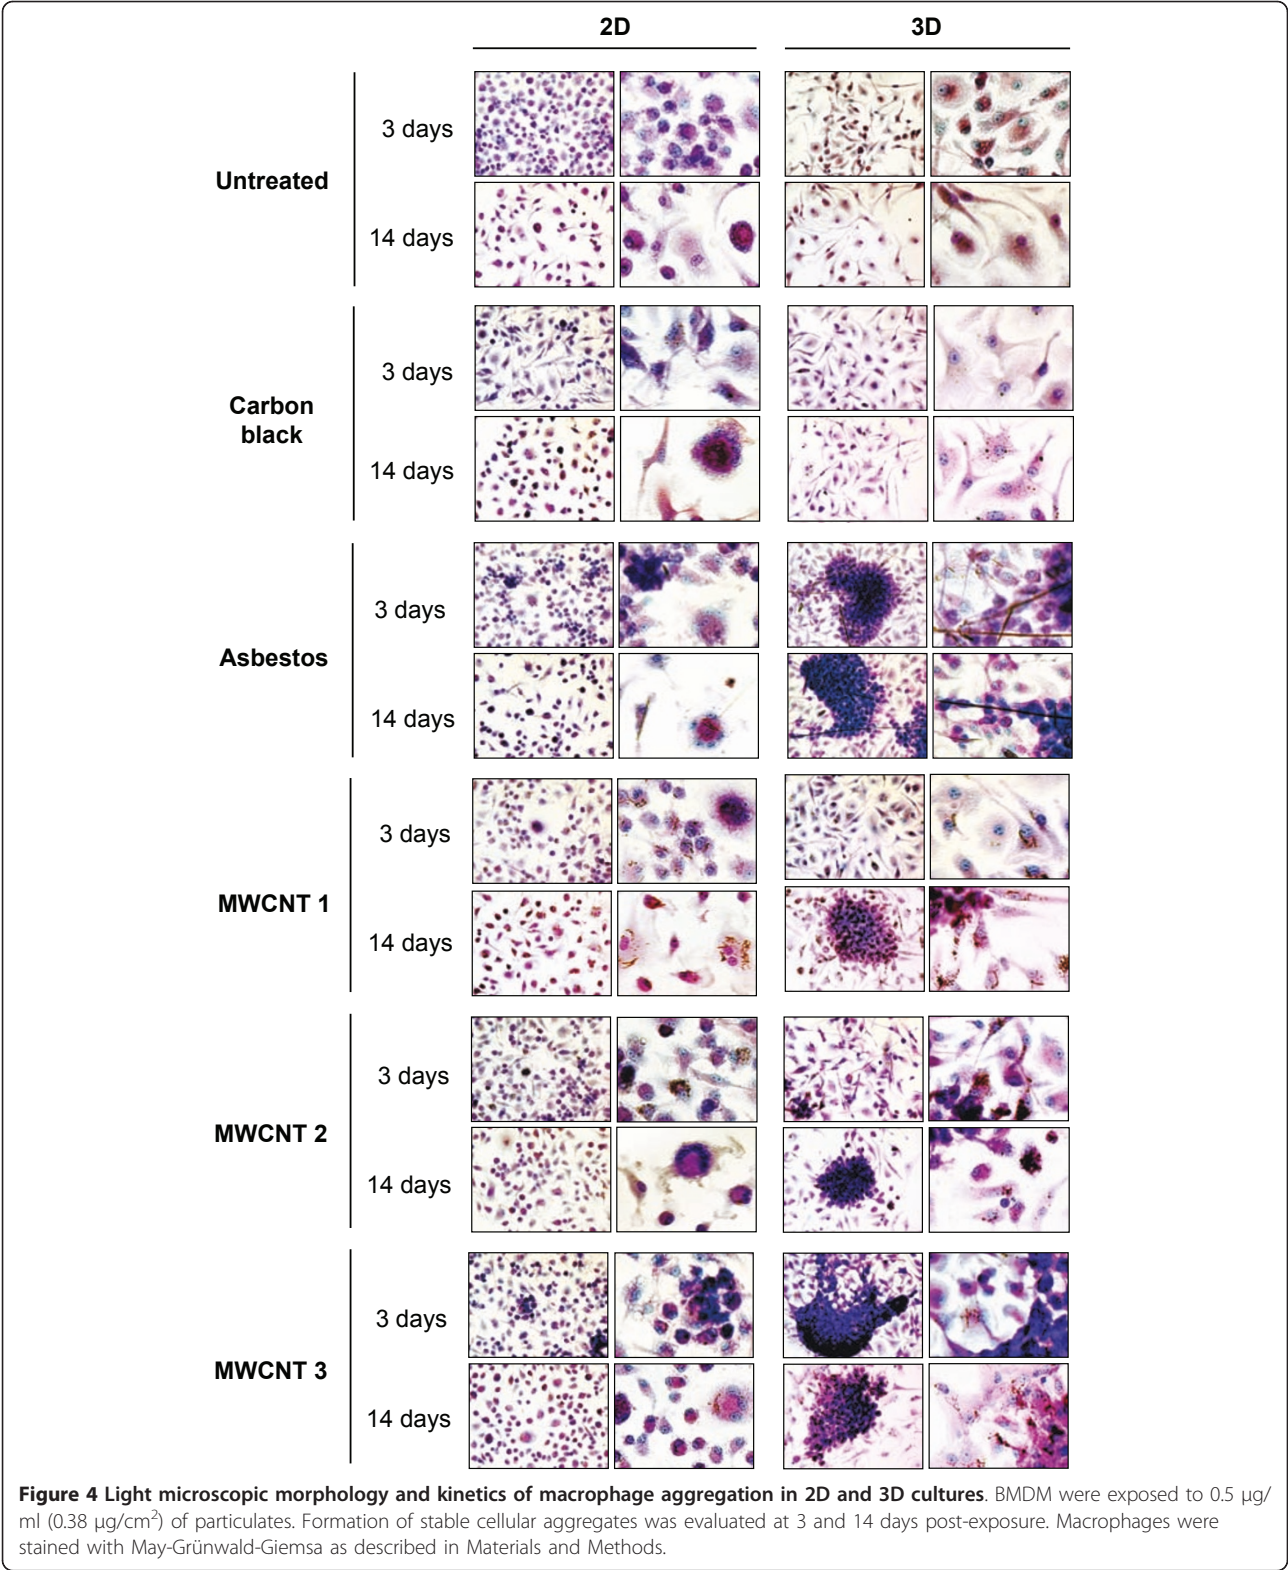 2D
3D
Untreated
3 days
14 days
Carbon
black
3 days
14 days
Asbestos
3 days
14 days
MWCNT 1
3 days
14 days
MWCNT 2
3 days
14 days
MWCNT 3
3 days
14 days
Figure 4 Light microscopic morphology and kinetics of macrophage aggregation in 2D and 3D cultures. BMDM were exposed to 0.5 μg/
ml (0.38 μg/cm²) of particulates. Formation of stable cellular aggregates was evaluated at 3 and 14 days post-exposure. Macrophages were
stained with May-Grünwald-Giemsa as described in Materials and Methods.